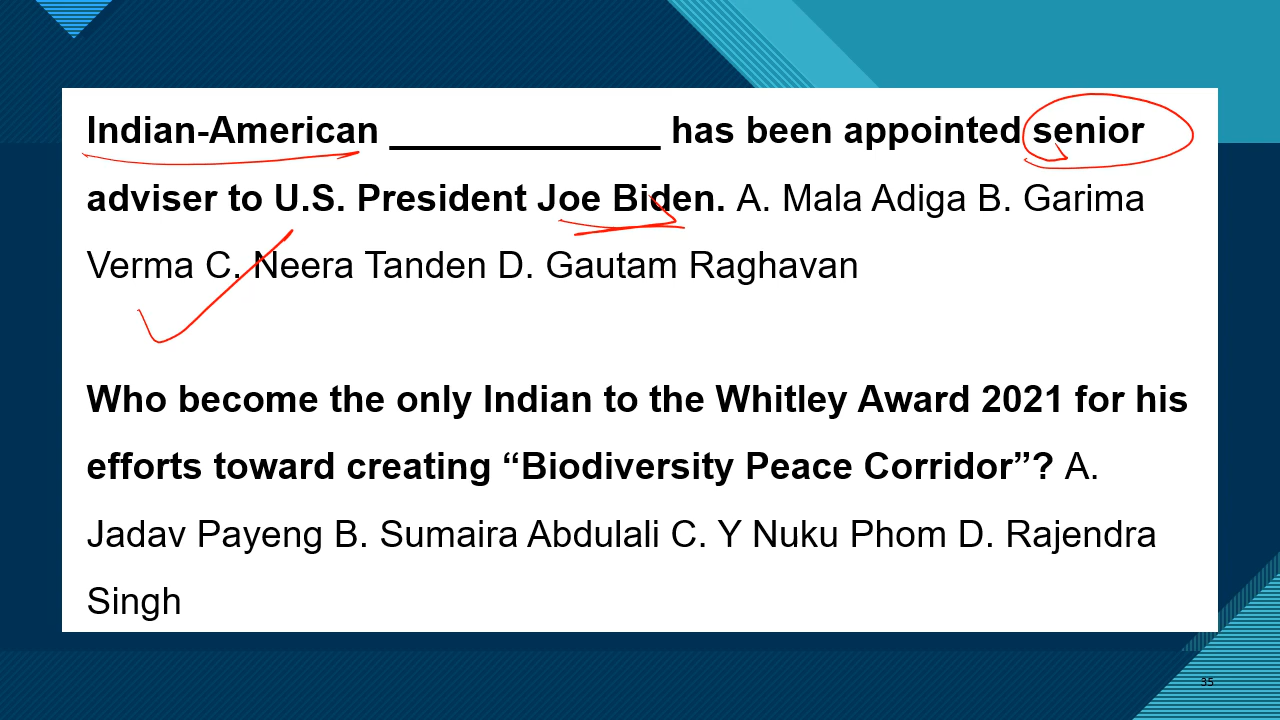 Indian-American _____________ has been appointed senior
adviser to U.S. President Joe Biden. A. Mala Adiga B. Garima
Verma C. Neera Tanden D. Gautam Raghavan
Who become the only Indian to the Whitley Award 2021 for his
efforts toward creating “Biodiversity Peace Corridor”? A.
Jadav Payeng B. Sumaira Abdulali C. Y Nuku Phom D. Rajendra
Singh
35